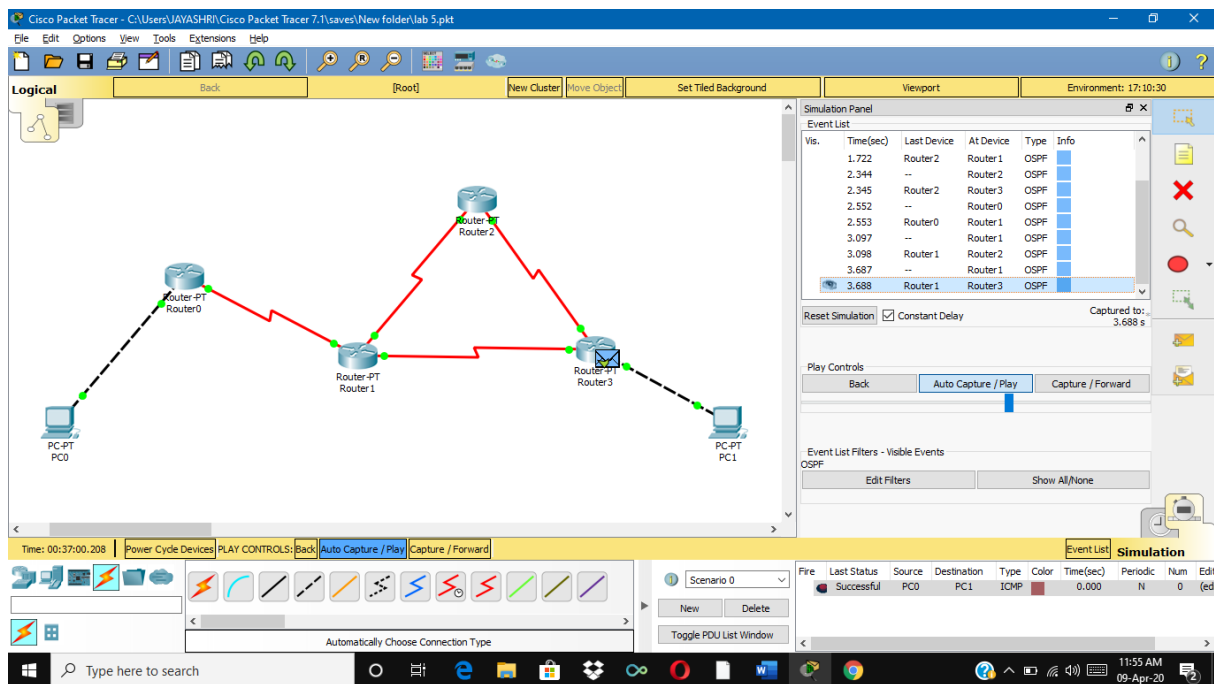 Cisco Packet Tracer - C:\Users\JAYASHRI\Cisco Packet Tracer 7.1\saves\New folder\lab 5.pkt
File Edit Options View Tools Extensions Help
Logical Back [Root] New Cluster Move Object Set Tiled Background Viewport Environment: 17:10:30
Simulation Panel
Event List
Vis. Time(sec) Last Device At Device Type Info
1.722 Router2 Router1 OSPF
2.344 -- Router2 OSPF
2.345 Router2 Router3 OSPF
2.552 -- Router0 OSPF
2.553 Router0 Router1 OSPF
3.097 -- Router1 OSPF
3.098 Router1 Router2 OSPF
3.687 -- Router1 OSPF
3.688 Router1 Router3 OSPF
Reset Simulation Constant Delay Captured to:
3.688 s
Play Controls
Back Auto Capture / Play Capture / Forward
Event List Filters - Visible Events
OSPF
Edit Filters Show All/None
Router-PT
Router2
Router-PT
Router0
Router-PT
Router1
Router-PT
Router3
PC-PT
PC0
PC-PT
PC1
Time: 00:37:00.208 Power Cycle Devices PLAY CONTROLS: Back Auto Capture / Play Capture / Forward Event List Simulation
Scenario 0
New Delete
Toggle PDU List Window
Fire Last Status Source Destination Type Color Time(sec) Periodic Num Edit
Successful PC0 PC1 ICMP 0.000 N 0 (ed
Automatically Choose Connection Type
Type here to search
11:55 AM
09-Apr-20